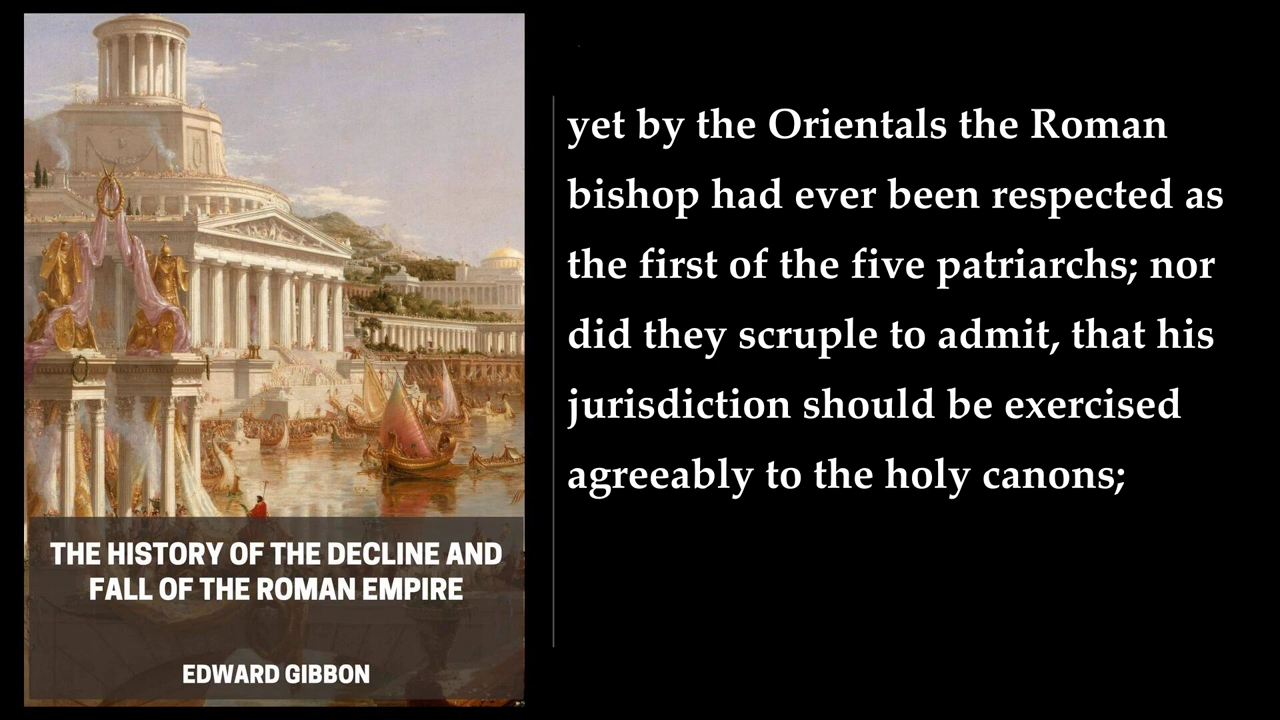 THE HISTORY OF THE DECLINE AND
FALL OF THE ROMAN EMPIRE
EDWARD GIBBON
yet by the Orientals the Roman
bishop had ever been respected as
the first of the five patriarchs; nor
did they scruple to admit, that his
jurisdiction should be exercised
agreeably to the holy canons;